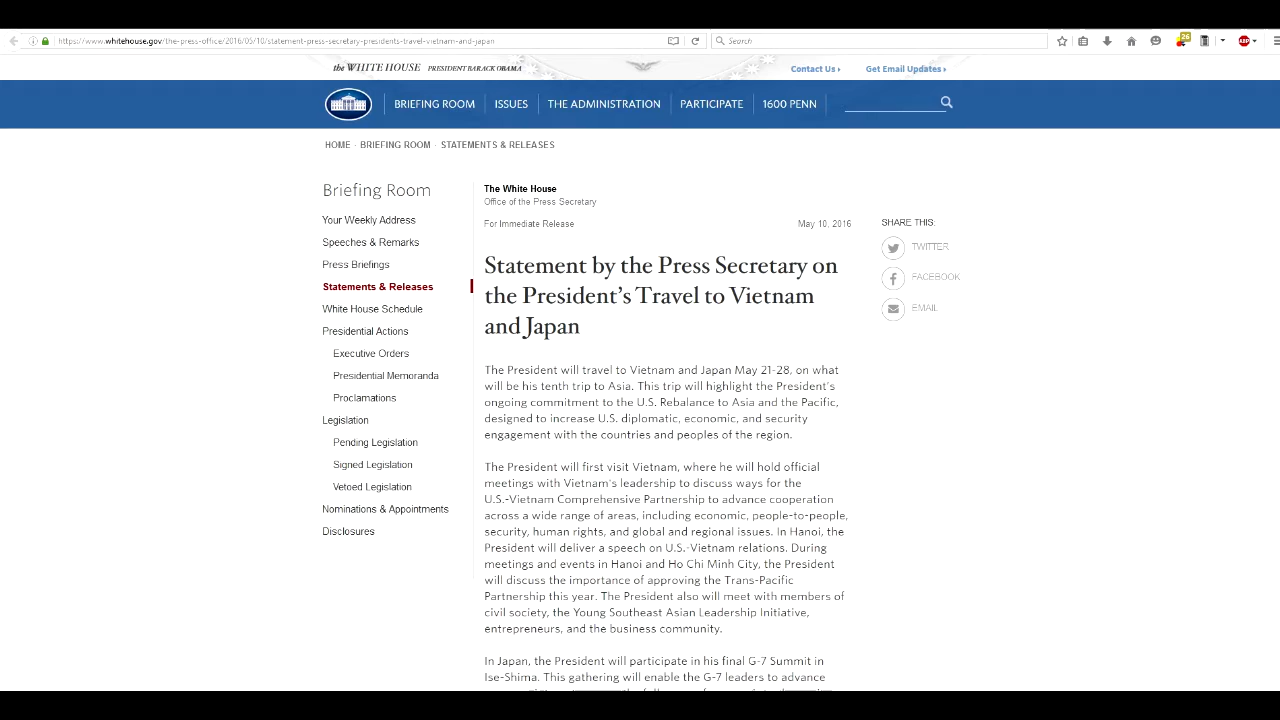 https://www.whitehouse.gov/the-press-office/2016/05/10/statement-press-secretary-presidents-travel-vietnam-and-japan
Search
26
ABP
the WHITE HOUSE PRESIDENT BARACK OBAMA
Contact Us
Get Email Updates
BRIEFING ROOM
ISSUES
THE ADMINISTRATION
PARTICIPATE
1600 PENN
HOME · BRIEFING ROOM · STATEMENTS & RELEASES
Briefing Room
Your Weekly Address
Speeches & Remarks
Press Briefings
Statements & Releases
White House Schedule
Presidential Actions
Executive Orders
Presidential Memoranda
Proclamations
Legislation
Pending Legislation
Signed Legislation
Vetoed Legislation
Nominations & Appointments
Disclosures
The White House
Office of the Press Secretary
For Immediate Release
May 10, 2016
Statement by the Press Secretary on
the President’s Travel to Vietnam
and Japan
The President will travel to Vietnam and Japan May 21-28, on what
will be his tenth trip to Asia. This trip will highlight the President's
ongoing commitment to the U.S. Rebalance to Asia and the Pacific,
designed to increase U.S. diplomatic, economic, and security
engagement with the countries and peoples of the region.
The President will first visit Vietnam, where he will hold official
meetings with Vietnam's leadership to discuss ways for the
U.S.-Vietnam Comprehensive Partnership to advance cooperation
across a wide range of areas, including economic, people-to-people,
security, human rights, and global and regional issues. In Hanoi, the
President will deliver a speech on U.S.-Vietnam relations. During
meetings and events in Hanoi and Ho Chi Minh City, the President
will discuss the importance of approving the Trans-Pacific
Partnership this year. The President also will meet with members of
civil society, the Young Southeast Asian Leadership Initiative,
entrepreneurs, and the business community.
In Japan, the President will participate in his final G-7 Summit in
Ise-Shima. This gathering will enable the G-7 leaders to advance
SHARE THIS:
TWITTER
FACEBOOK
EMAIL